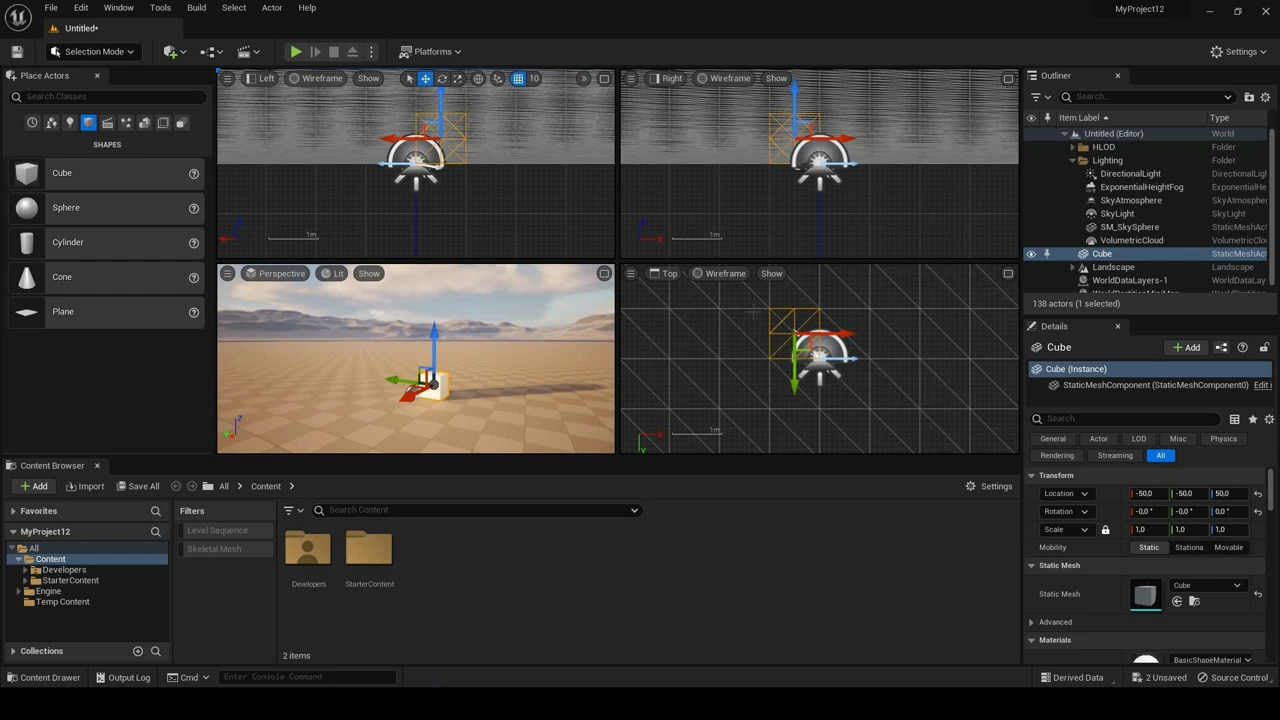 File Edit Window Tools Build Select Actor Help
MyProject12
Untitled*
Selection Mode
Platforms
Settings
Place Actors
Search Classes
SHAPES
Cube
Sphere
Cylinder
Cone
Plane
Left Wireframe Show 10
1m
Right Wireframe Show
1m
Perspective Lit Show
Z
Top Wireframe Show
X 1m
Y
Outliner
Search...
Item Label Type
Untitled (Editor) World
HLOD Folder
Lighting Folder
DirectionalLight DirectionalLig
ExponentialHeightFog ExponentialHe
SkyAtmosphere SkyAtmosphere
SkyLight SkyLight
SM_SkySphere StaticMeshAct
VolumetricCloud VolumetricClou
Cube StaticMeshAct
Landscape Landscape
WorldDataLayers-1 WorldDataLay
138 actors (1 selected)
Details
Cube
Add
Cube (Instance)
StaticMeshComponent (StaticMeshComponent0) Edit i
Search
General Actor LOD Misc Physics
Rendering Streaming All
Transform
Location -50,0 -50,0 50,0
Rotation -0,0 ° -0,0 ° 0,0 °
Scale 1,0 1,0 1,0
Mobility Static Stationa Movable
Static Mesh
Static Mesh Cube
Advanced
Materials
BasicShapeMaterial
Content Browser
Add Import Save All All Content
Settings
Favorites
MyProject12
All
Content
Developers
StarterContent
Engine
Temp Content
Collections
Filters
Level Sequence
Skeletal Mesh
Search Content
Developers StarterContent
2 items
Content Drawer Output Log Cmd Enter Console Command
Derived Data 2 Unsaved Source Control